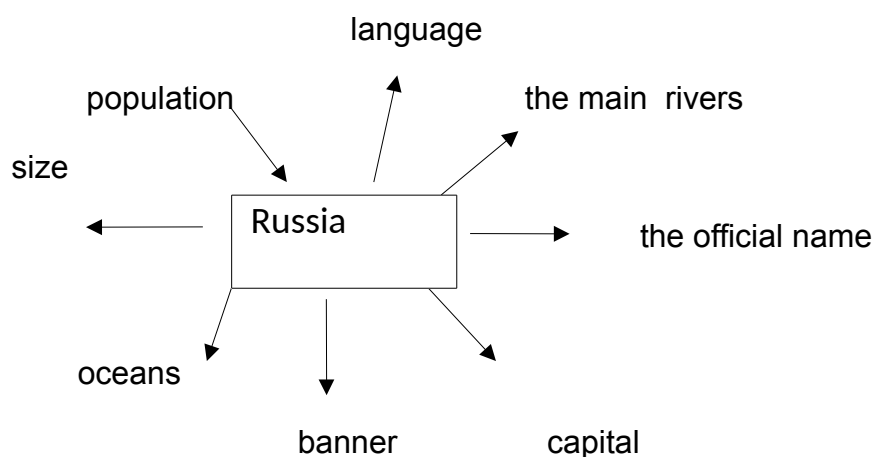 language
population
the main rivers
size
Russia
the official name
oceans
banner
capital